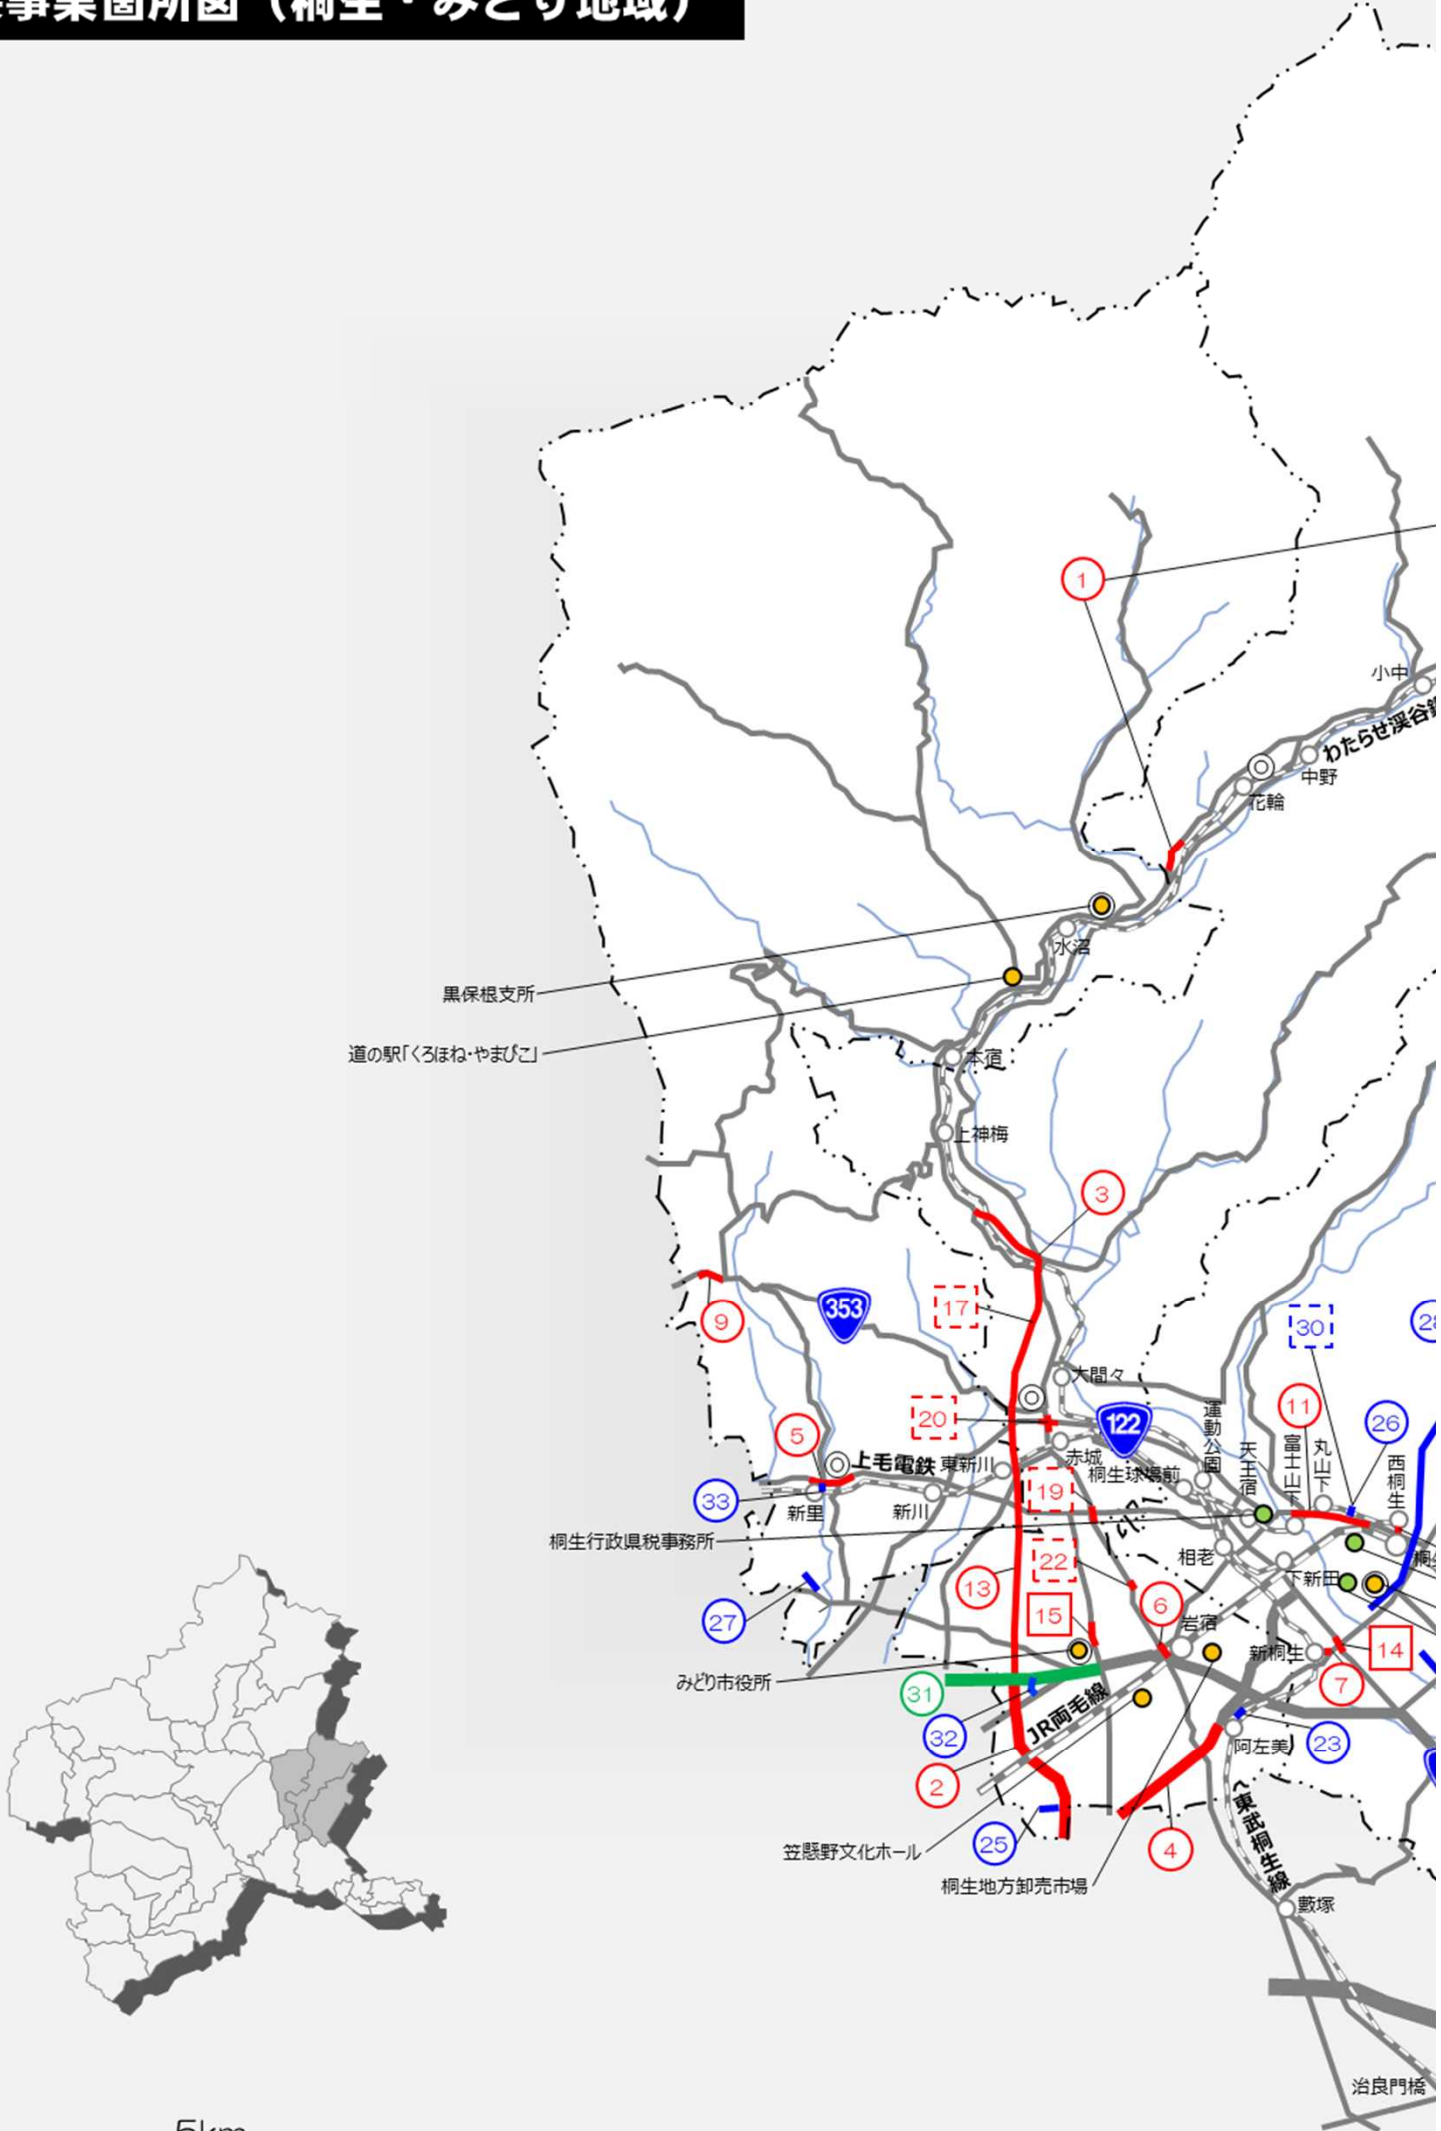 事業箇所図（桐生・みどり地域）
1
小中
わたらせ渓谷
中野
花輪
水沼
黒保根支所
道の駅「くろほね・やまびこ」
本宿
上神梅
3
17
353
9
30
28
大間々
20
122
運動公園
11
26
5
上毛電鉄
東新川
赤城
桐生球場前
天王宿
富士山下
丸山下
西桐生
33
新里
新川
19
桐生行政県税事務所
相老
22
下新田
13
27
15
6
岩宿
新桐生
14
みどり市役所
31
7
32
JR両毛線
阿左美
23
2
25
東武桐生線
笠懸野文化ホール
4
桐生地方卸売市場
藪塚
治良門橋
5km